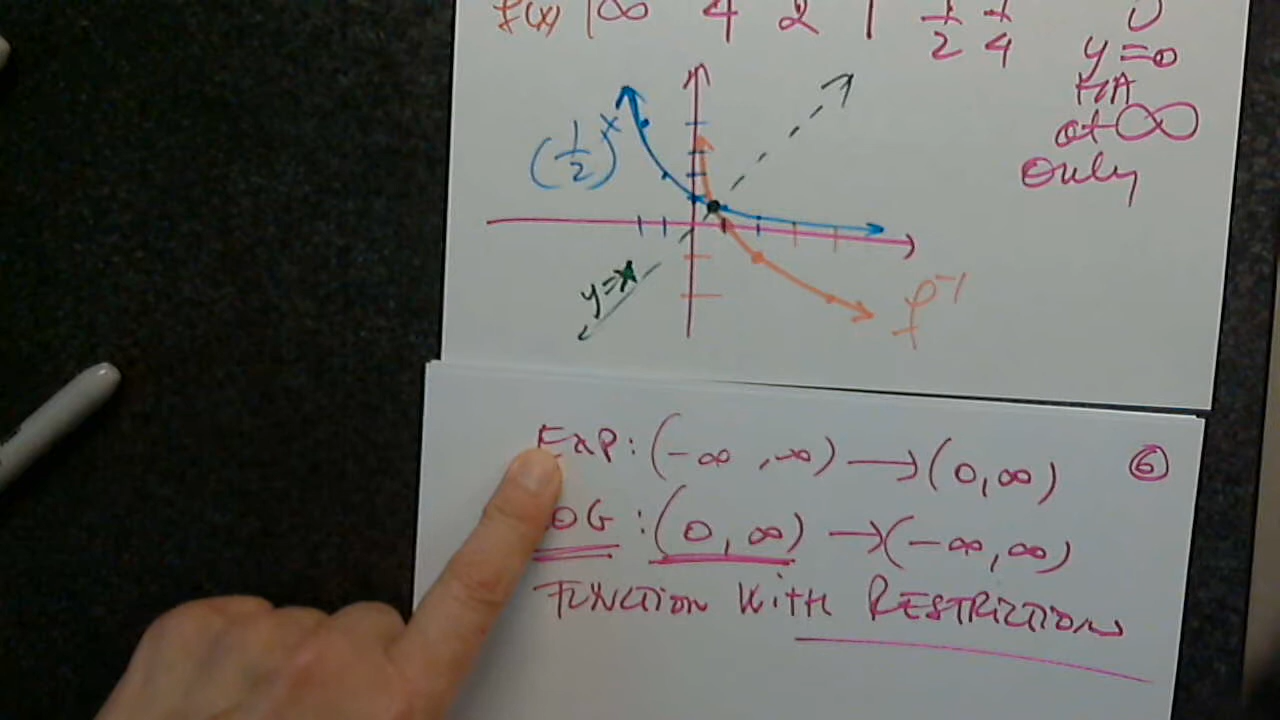 f(x) | ∞ 4 2 1 1/2 1/4 0
y=0
HA
at ∞
only
(1/2)^x
y=x
f^-1
EXP: (-∞,∞) → (0,∞) ⑥
OG: (0,∞) → (-∞,∞)
FUNCTION WITH RESTRICTIONS